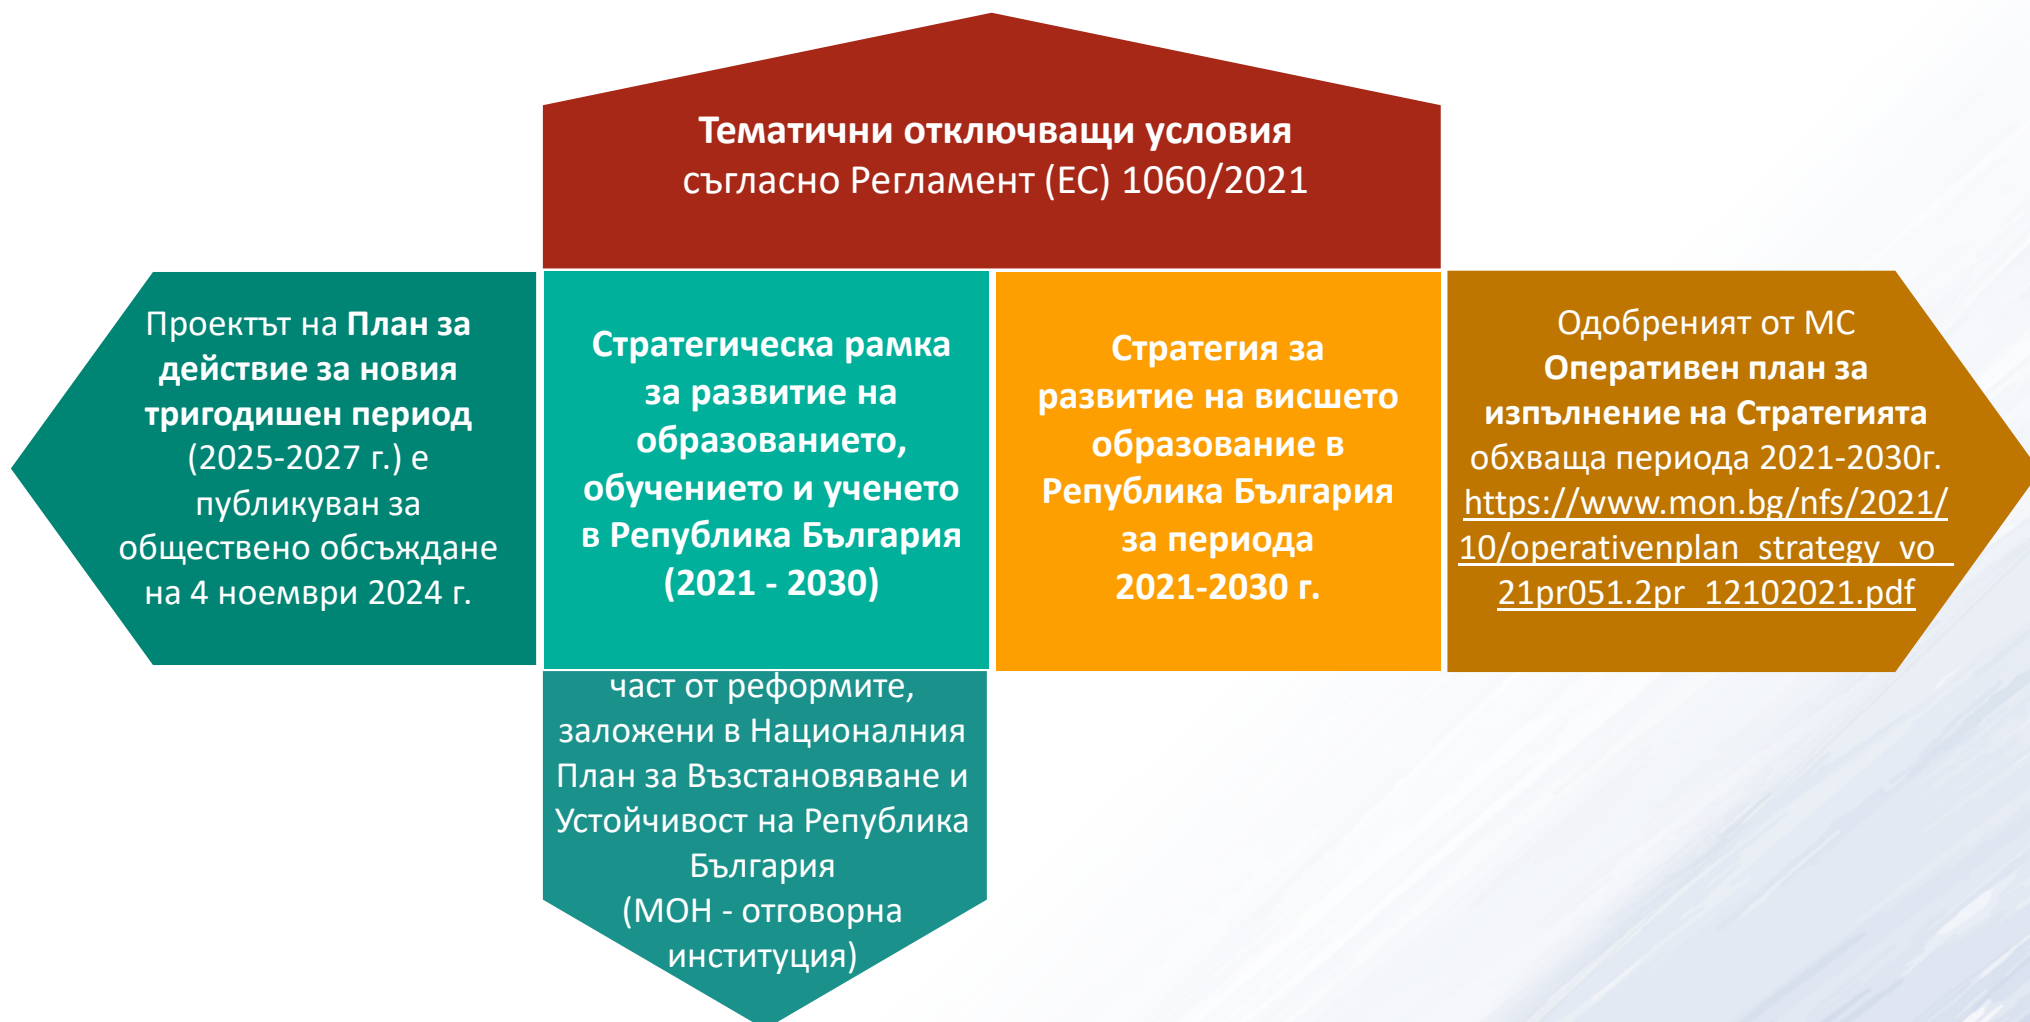 Тематични отключващи условия
съгласно Регламент (ЕС) 1060/2021
Проектът на План за
действие за новия
тригодишен период
(2025-2027 г.) е
публикуван за
обществено обсъждане
на 4 ноември 2024 г.
Стратегическа рамка
за развитие на
образованието,
обучението и ученето
в Република България
(2021 - 2030)
Стратегия за
развитие на висшето
образование в
Република България
за периода
2021-2030 г.
Одобреният от МС
Оперативен план за
изпълнение на Стратегията
обхваща периода 2021-2030г.
https://www.mon.bg/nfs/2021/
10/operativenplan_strategy_vo_
21pr051.2pr_12102021.pdf
част от реформите,
заложени в Националния
План за Възстановяване и
Устойчивост на Република
България
(МОН - отговорна
институция)